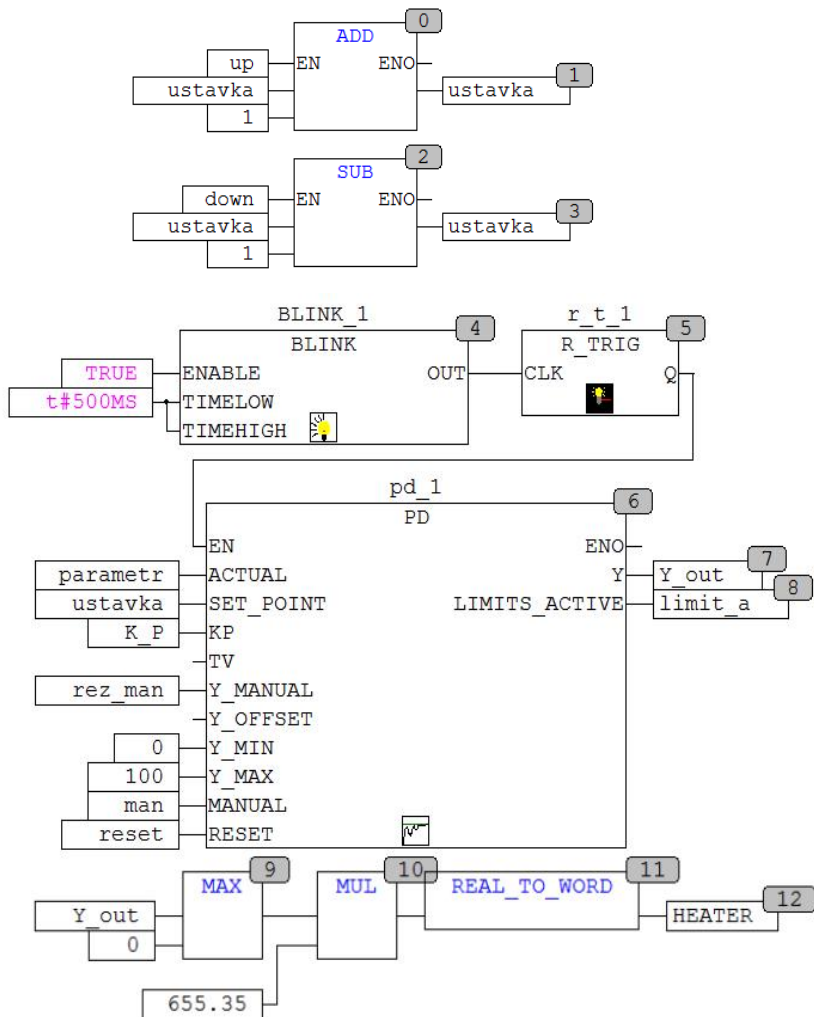 0
ADD
up EN ENO
ustavka ustavka 1
1
2
SUB
down EN ENO
ustavka ustavka 3
1
BLINK_1 r_t_1
4 5
BLINK R_TRIG
TRUE ENABLE OUT CLK Q
t#500MS TIMELOW
TIMEHIGH
pd_1
6
PD
EN ENO
7
parametr ACTUAL Y Y_out
8
ustavka SET_POINT LIMITS_ACTIVE limit_a
K_P KP
TV
rez_man Y_MANUAL
Y_OFFSET
0 Y_MIN
100 Y_MAX
man MANUAL
reset RESET
9 10 11
MAX MUL REAL_TO_WORD
12
Y_out HEATER
0
655.35